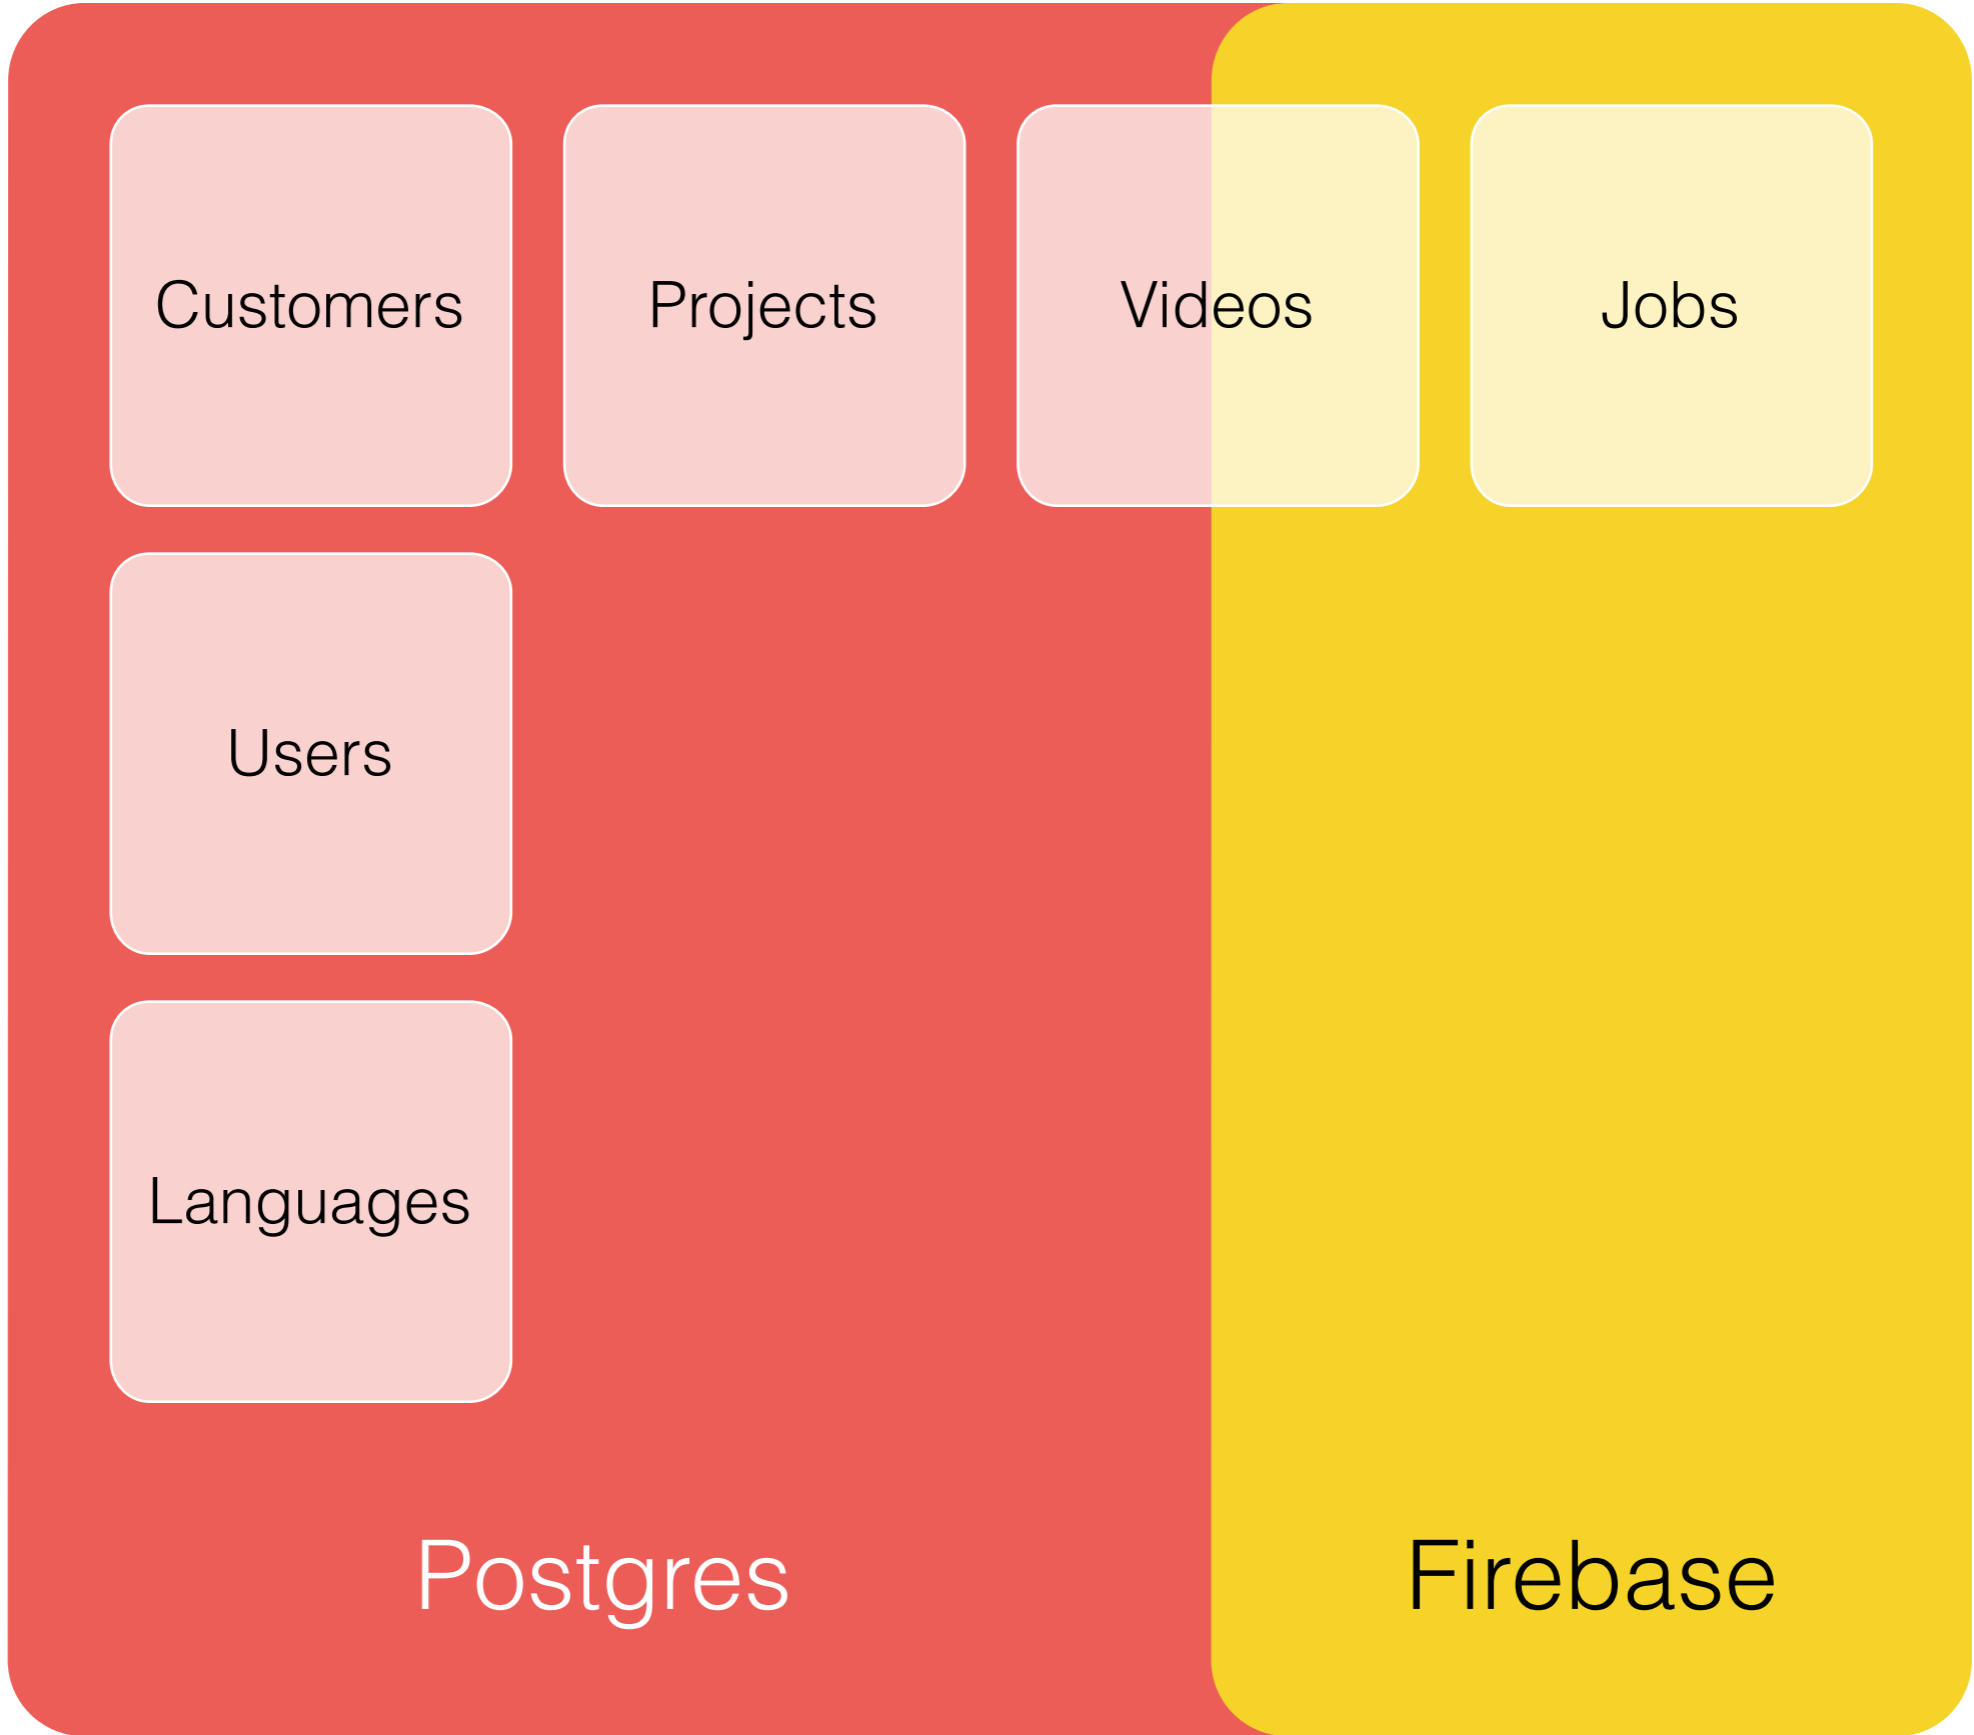 Customers
Projects
Videos
Jobs
Users
Languages
Postgres
Firebase